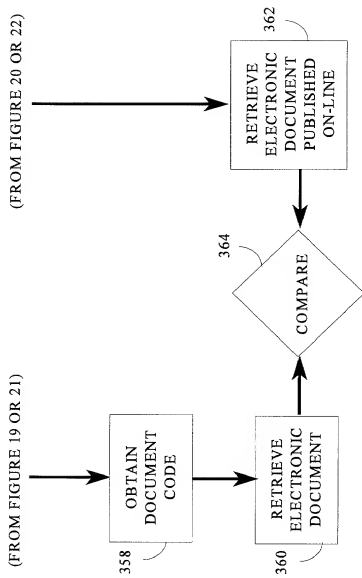 (FROM FIGURE 19 OR 21)
358
OBTAIN
DOCUMENT
CODE
360
RETRIEVE
ELECTRONIC
DOCUMENT
364
COMPARE
(FROM FIGURE 20 OR 22)
362
RETRIEVE
ELECTRONIC
DOCUMENT
PUBLISHED
ON-LINE